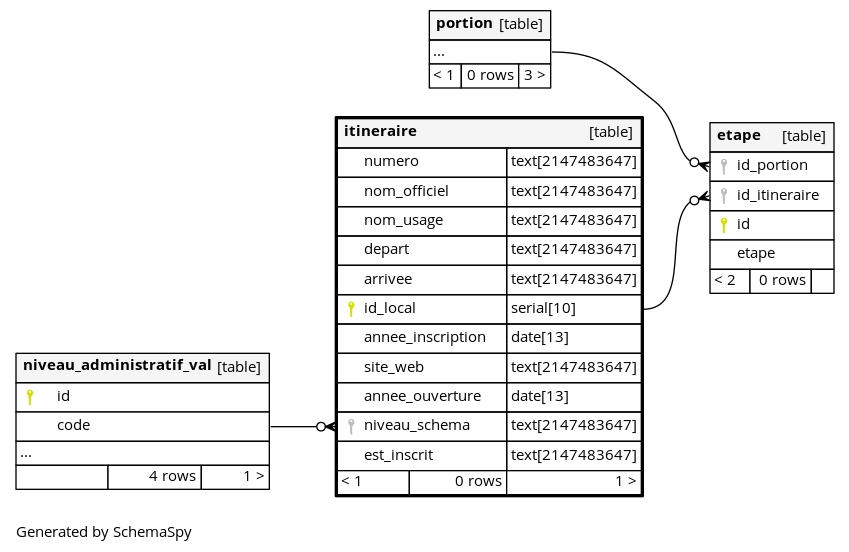 portion [table]
...
< 1 0 rows 3 >
itineraire [table]
numero text[2147483647]
nom_officiel text[2147483647]
nom_usage text[2147483647]
depart text[2147483647]
arrivee text[2147483647]
id_local serial[10]
annee_inscription date[13]
site_web text[2147483647]
annee_ouverture date[13]
niveau_schema text[2147483647]
est_inscrit text[2147483647]
< 1 0 rows 1 >
etape [table]
id_portion
id_itineraire
id
etape
< 2 0 rows
niveau_administratif_val [table]
id
code
...
4 rows 1 >
Generated by SchemaSpy